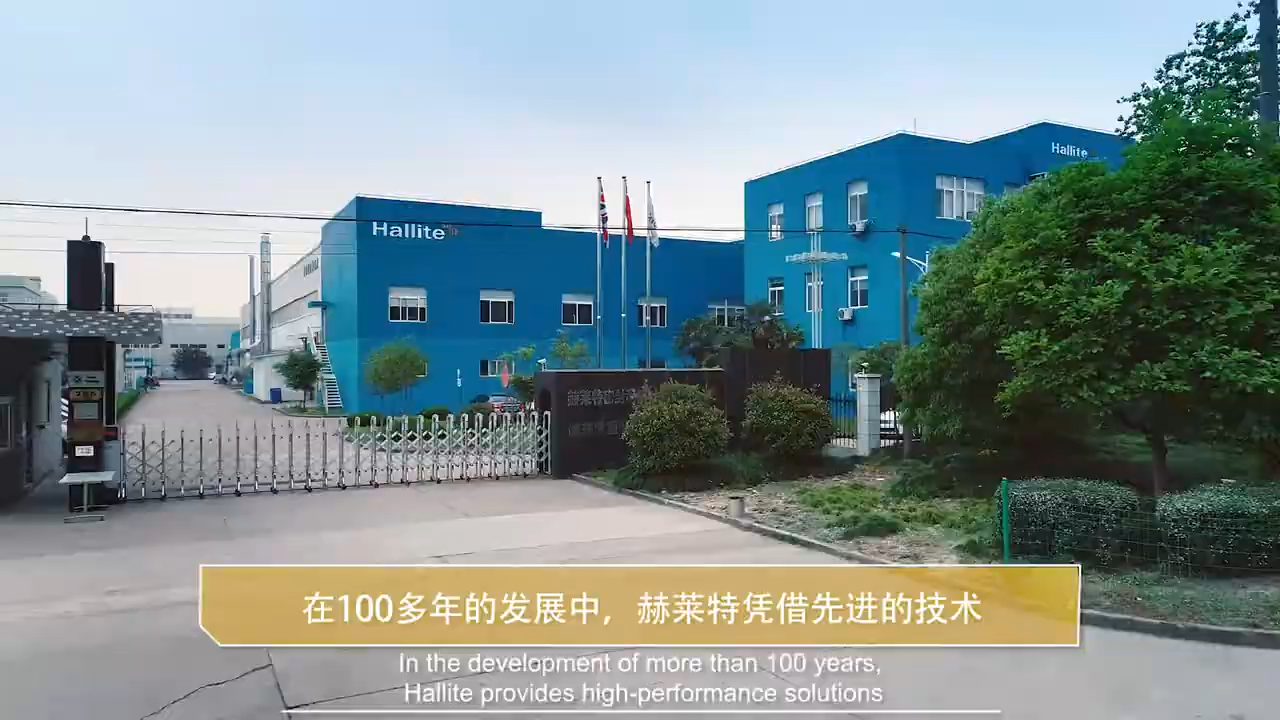 Hallite
Hallite
在100多年的发展中，赫莱特凭借先进的技术
In the development of more than 100 years,
Hallite provides high-performance solutions